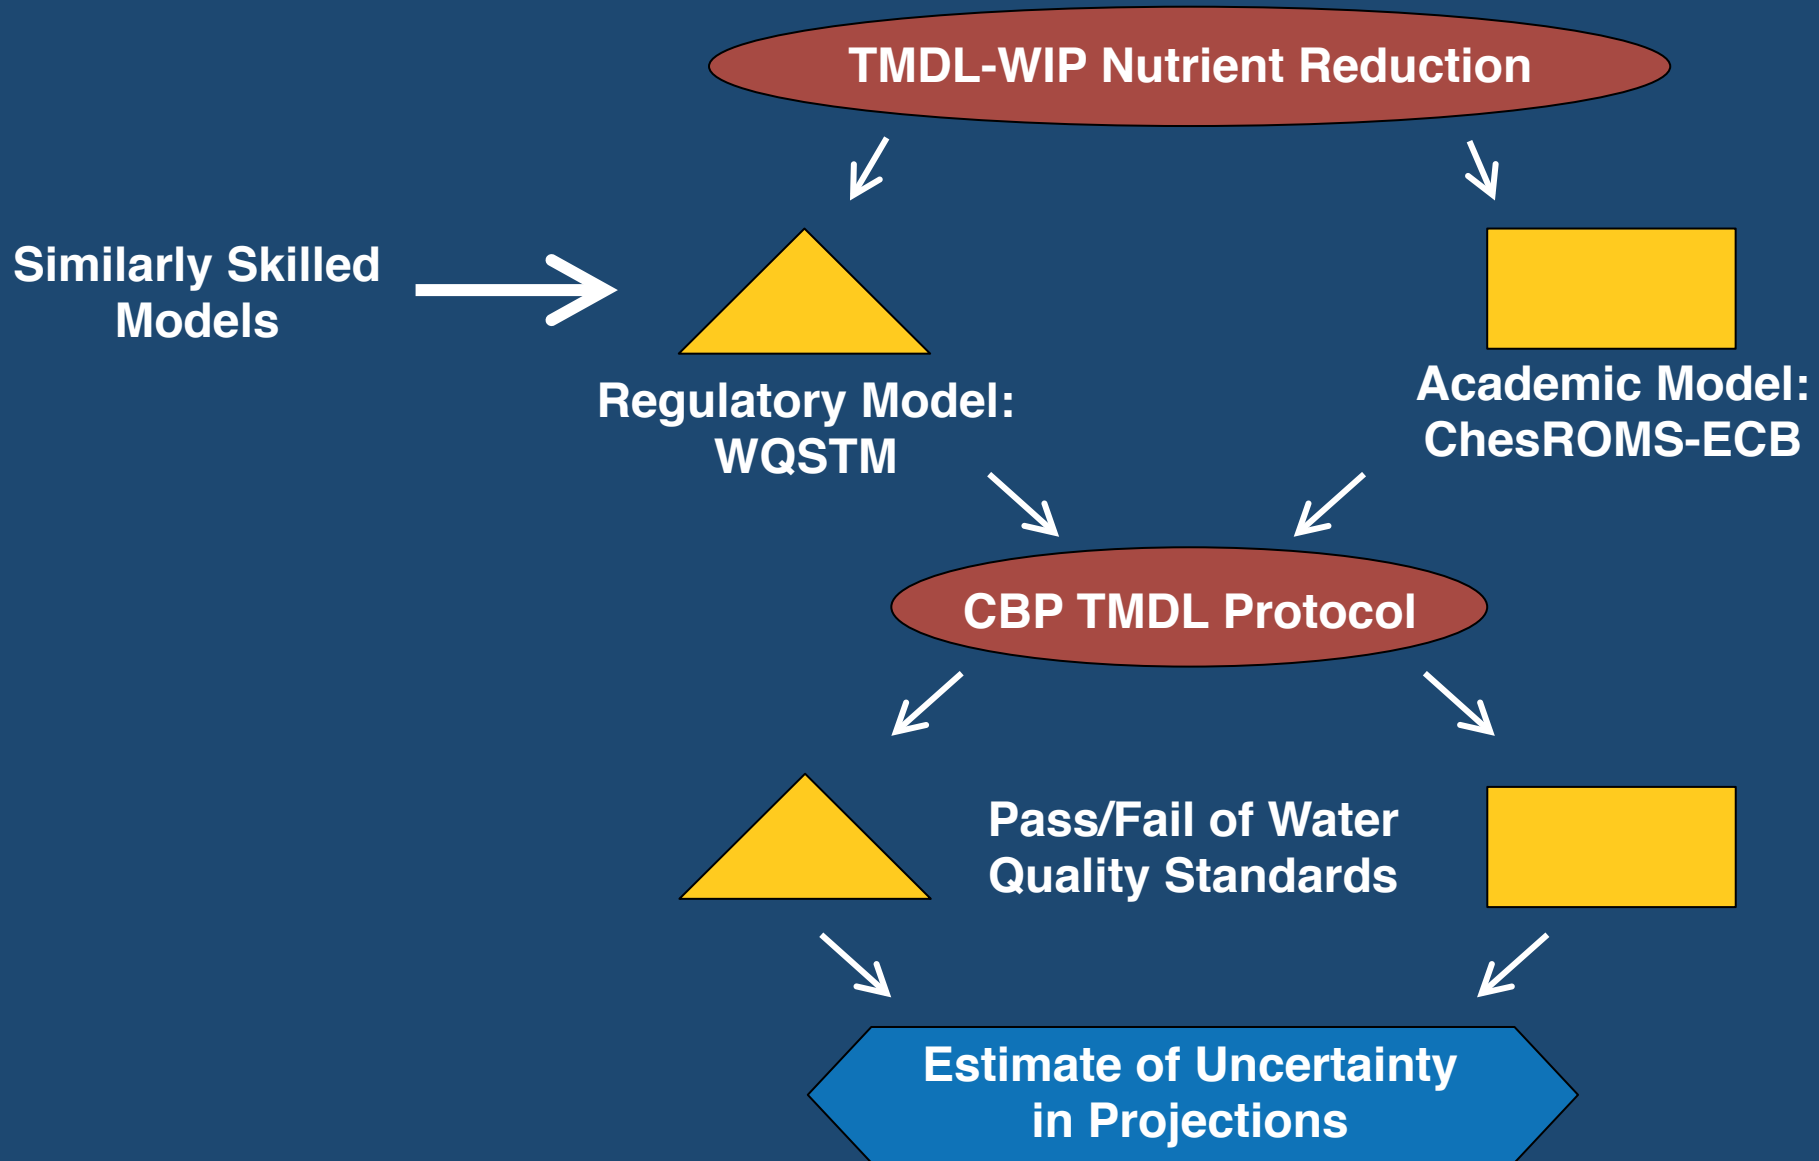 TMDL-WIP Nutrient Reduction
Similarly Skilled
Models
Regulatory Model:
WQSTM
Academic Model:
ChesROMS-ECB
CBP TMDL Protocol
Pass/Fail of Water
Quality Standards
Estimate of Uncertainty
in Projections